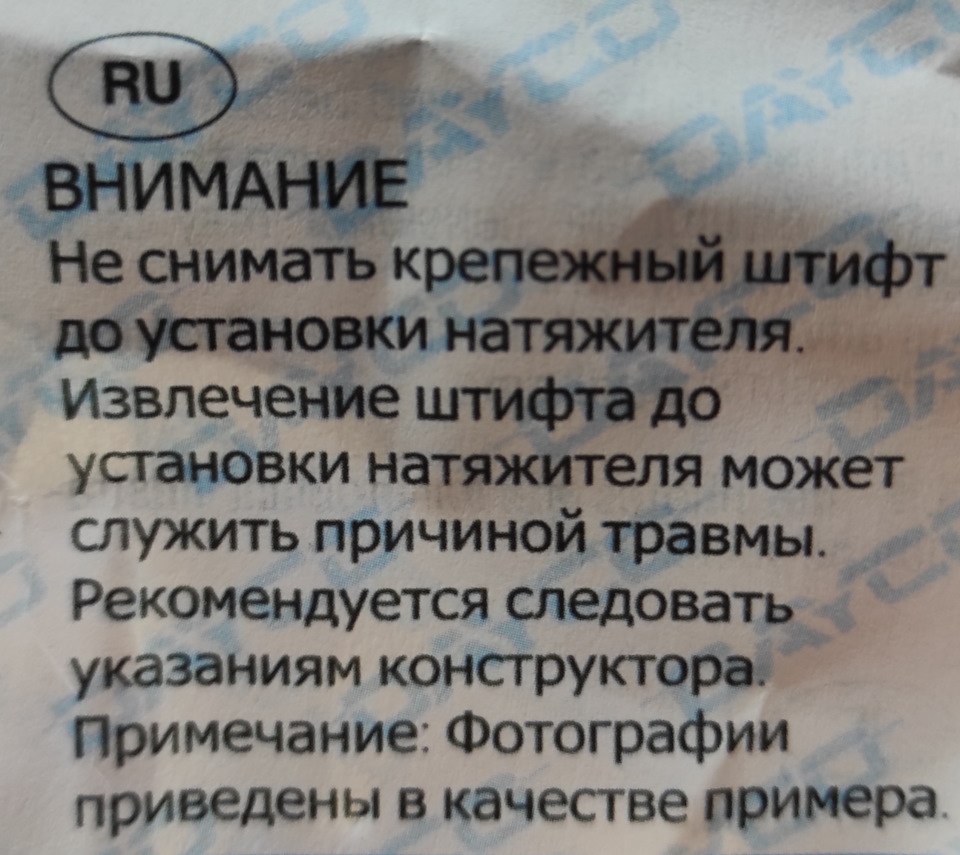 RU
ВНИМАНИЕ
Не снимать крепежный штифт
до установки натяжителя.
Извлечение штифта до
установки натяжителя может
служить причиной травмы.
Рекомендуется следовать
указаниям конструктора.
Примечание: Фотографии
приведены в качестве примера.
DAYCO